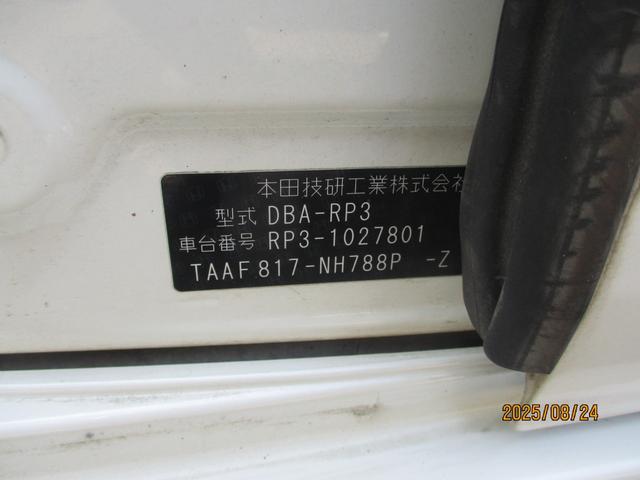 本田技研工業株式会社
型式 DBA-RP3
車台番号 RP3-1027801
TAAF817-NH788P -Z
2025/08/24